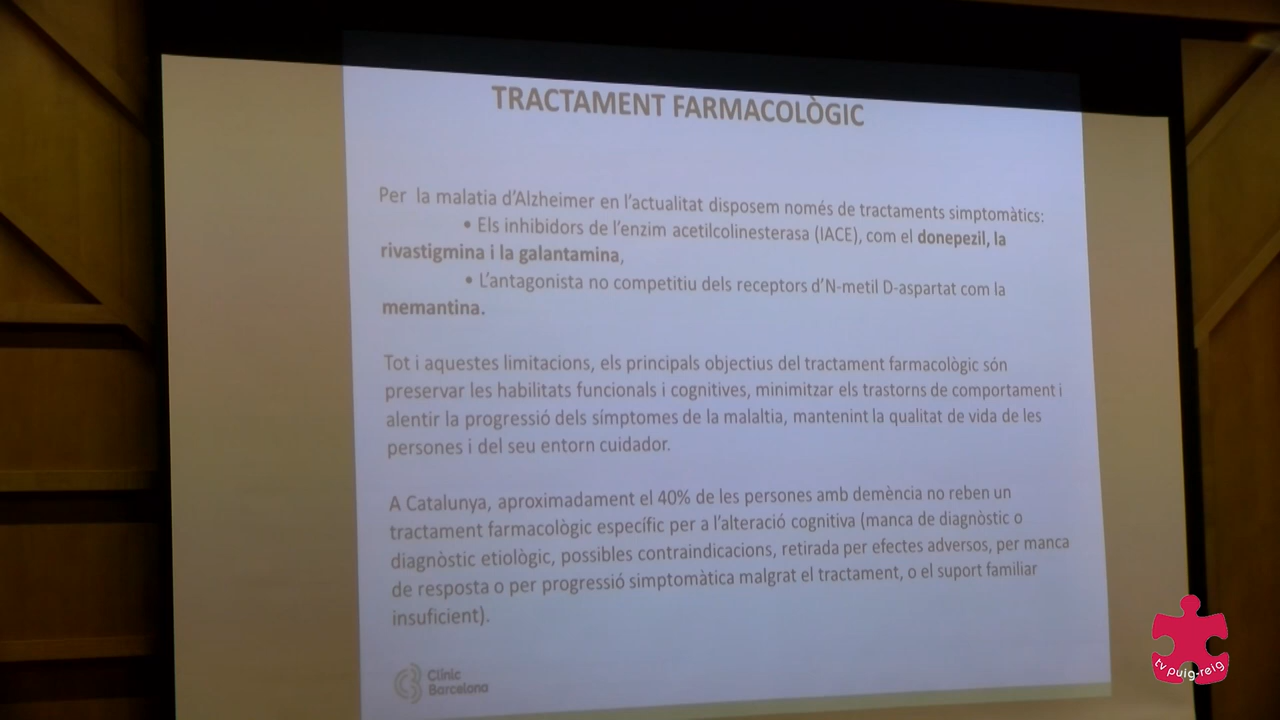 TRACTAMENT FARMACOLÒGIC
Per la malatia d'Alzheimer en l'actualitat disposem només de tractaments simptomàtics:
• Els inhibidors de l'enzim acetilcolinesterasa (IACE), com el donepezil, la
rivastigmina i la galantamina,
• L'antagonista no competitiu dels receptors d'N-metil D-aspartat com la
memantina.
Tot i aquestes limitacions, els principals objectius del tractament farmacològic són
preservar les habilitats funcionals i cognitives, minimitzar els trastorns de comportament i
alentir la progressió dels símptomes de la malaltia, mantenint la qualitat de vida de les
persones i del seu entorn cuidador.
A Catalunya, aproximadament el 40% de les persones amb demència no reben un
tractament farmacològic específic per a l'alteració cognitiva (manca de diagnòstic o
diagnòstic etiològic, possibles contraindicacions, retirada per efectes adversos, per manca
de resposta o per progressió simptomàtica malgrat el tractament, o el suport familiar
insuficient).
Clínic
Barcelona
tv puig-reig